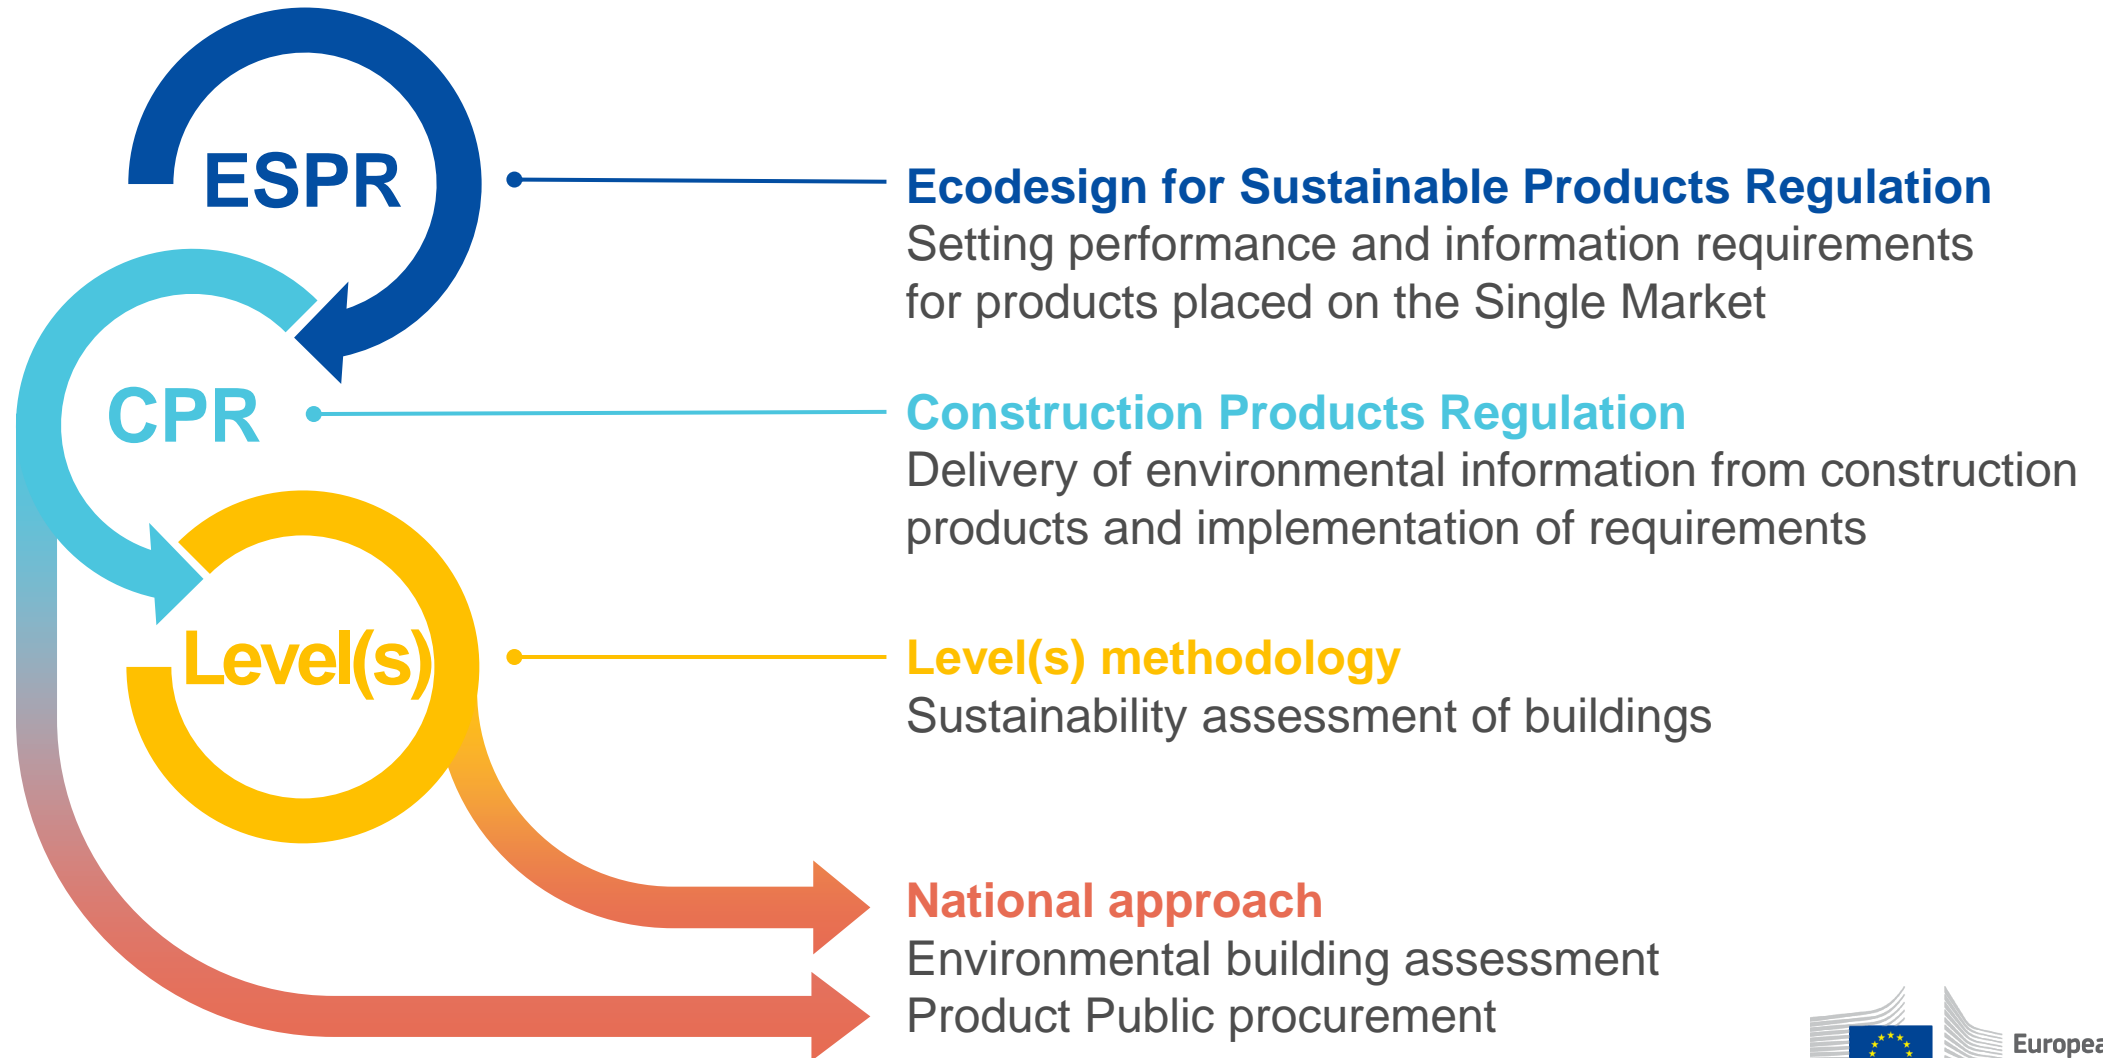 ESPR
Ecodesign for Sustainable Products Regulation
Setting performance and information requirements
for products placed on the Single Market
CPR
Construction Products Regulation
Delivery of environmental information from construction
products and implementation of requirements
Level(s)
Level(s) methodology
Sustainability assessment of buildings
National approach
Environmental building assessment
Product Public procurement